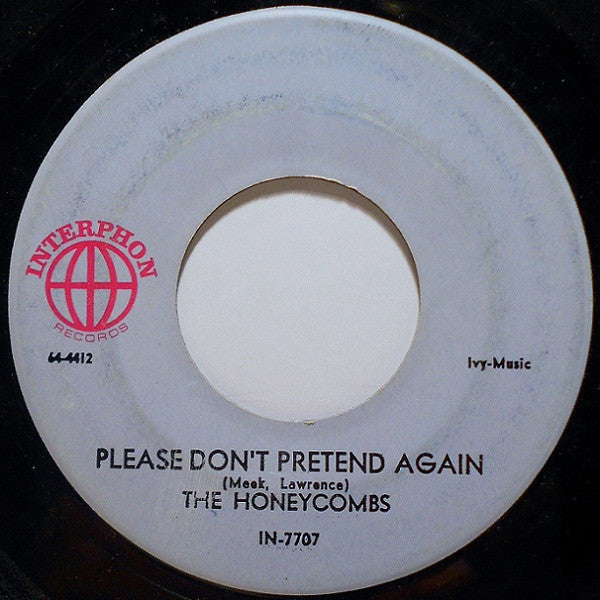 INTERPHON
RECORDS
64-4412
Ivy-Music
PLEASE DON'T PRETEND AGAIN
(Meek, Lawrence)
THE HONEYCOMBS
IN-7707